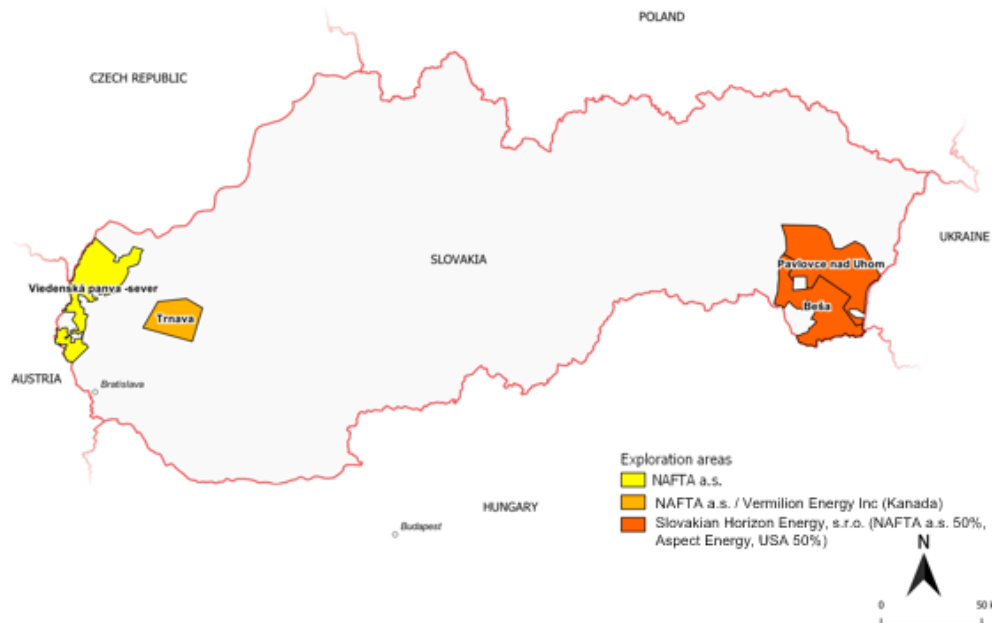 POLAND
CZECH REPUBLIC
UKRAINE
SLOVAKIA
Pavlovce nad Uhom
Viedenská panva -sever
Beša
Trnava
AUSTRIA
Bratislava
Exploration areas
NAFTA a.s.
NAFTA a.s. / Vermilion Energy Inc (Kanada)
HUNGARY
Slovakian Horizon Energy, s.r.o. (NAFTA a.s. 50%,
Aspect Energy, USA 50%)
Budapest
N
0 50 k